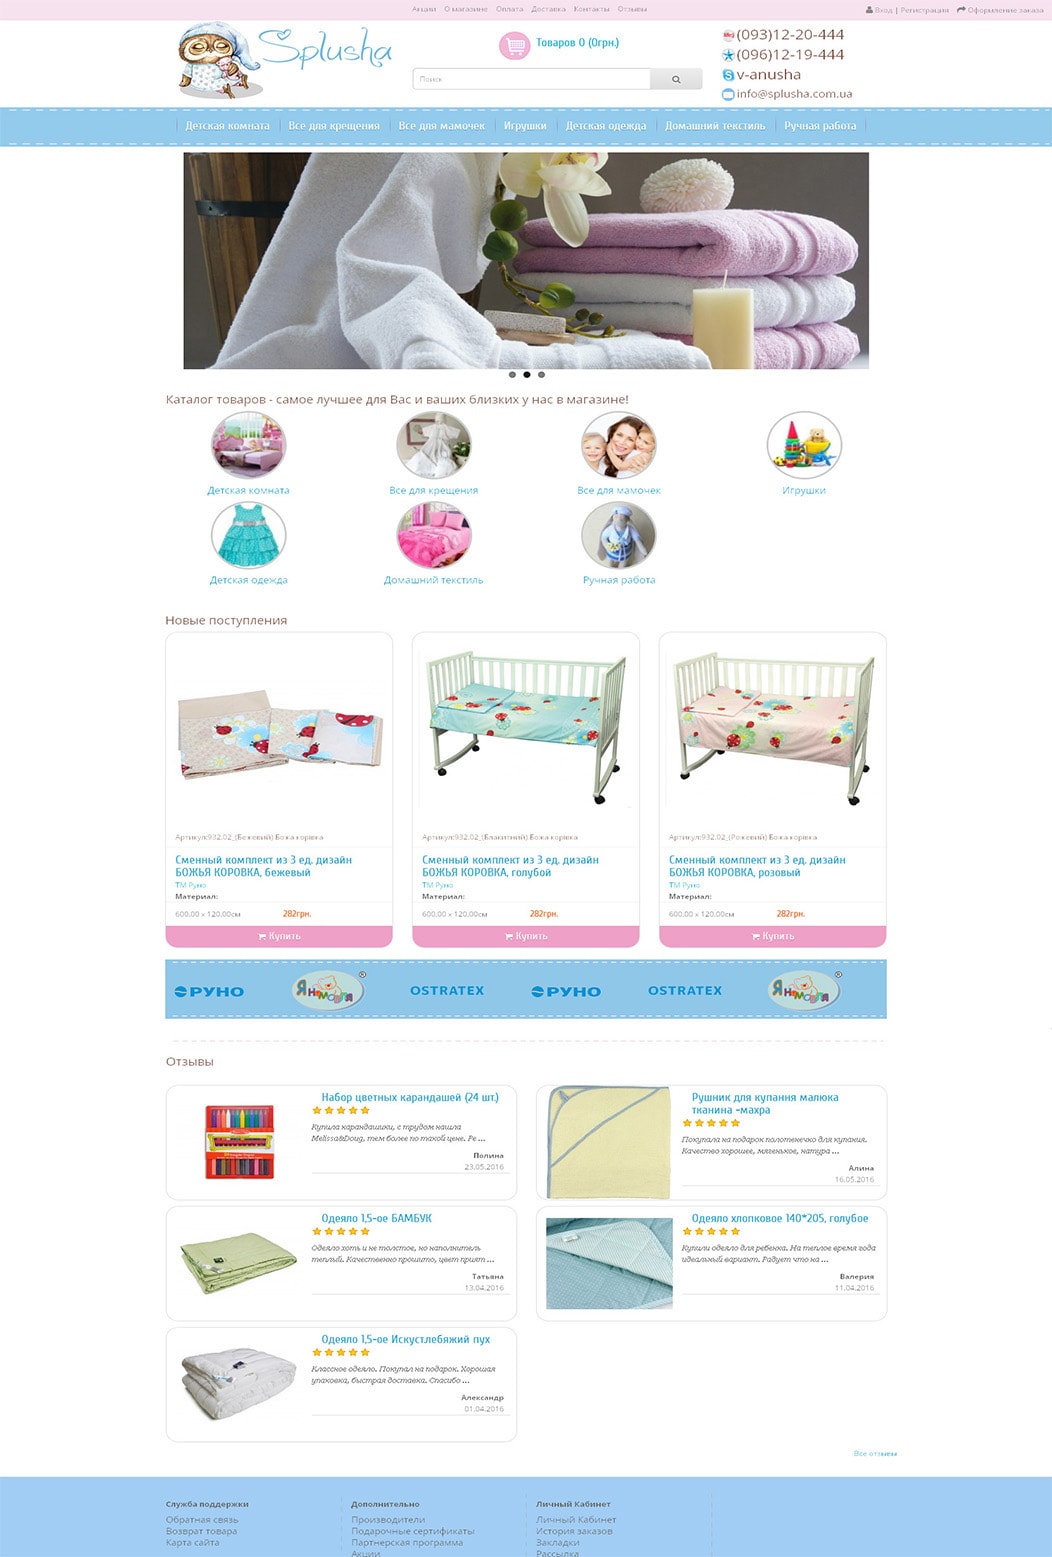 Акции О магазине Оплата Доставка Контакты Отзывы
Вход | Регистрация Оформление заказа
Splusha
Товаров 0 (0грн.)
Поиск
(093)12-20-444
(096)12-19-444
v-anusha
info@splusha.com.ua
Детская комната Все для крещения Все для мамочек Игрушки Детская одежда Домашний текстиль Ручная работа
Каталог товаров - самое лучшее для Вас и ваших близких у нас в магазине!
Детская комната Все для крещения Все для мамочек Игрушки
Детская одежда Домашний текстиль Ручная работа
Новые поступления
Артикул:932.02_(Бежевий) Божа корівка
Сменный комплект из 3 ед. дизайн
БОЖЬЯ КОРОВКА, бежевый
ТМ Руно
Материал:
600.00 x 120.00см 282грн.
Купить
Артикул:932.02_(Блакитний) Божа корівка
Сменный комплект из 3 ед. дизайн
БОЖЬЯ КОРОВКА, голубой
ТМ Руно
Материал:
600.00 x 120.00см 282грн.
Купить
Артикул:932.02_(Рожевий) Божа корівка
Сменный комплект из 3 ед. дизайн
БОЖЬЯ КОРОВКА, розовый
ТМ Руно
Материал:
600.00 x 120.00см 282грн.
Купить
РУНО Я НЕМОВЛЯ ® OSTRATEX РУНО OSTRATEX Я НЕМОВЛЯ ®
Отзывы
Набор цветных карандашей (24 шт.)
Купила карандашики, с трудом нашла
Melissa&Doug, тем более по такой цене. Ре ...
Полина
23.05.2016
Рушник для купання малюка
тканина -махра
Покупала на подарок полотенечко для купания.
Качество хорошее, мягенькое, натура ...
Алина
16.05.2016
Одеяло 1,5-ое БАМБУК
Одеяло хоть и не толстое, но наполнитель
теплый. Качественно прошито, цвет прият ...
Татьяна
13.04.2016
Одеяло хлопковое 140*205, голубое
Купили одеяло для ребенка. На теплое время года
идеальный вариант. Радует что на ...
Валерия
11.04.2016
Одеяло 1,5-ое Искуст.лебяжий пух
Классное одеяло. Покупал на подарок. Хорошая
упаковка, быстрая доставка. Спасибо ...
Александр
01.04.2016
Все отзывы
Служба поддержки
Обратная связь
Возврат товара
Карта сайта
Дополнительно
Производители
Подарочные сертификаты
Партнерская программа
Акции
Личный Кабинет
Личный Кабинет
История заказов
Закладки
Рассылка